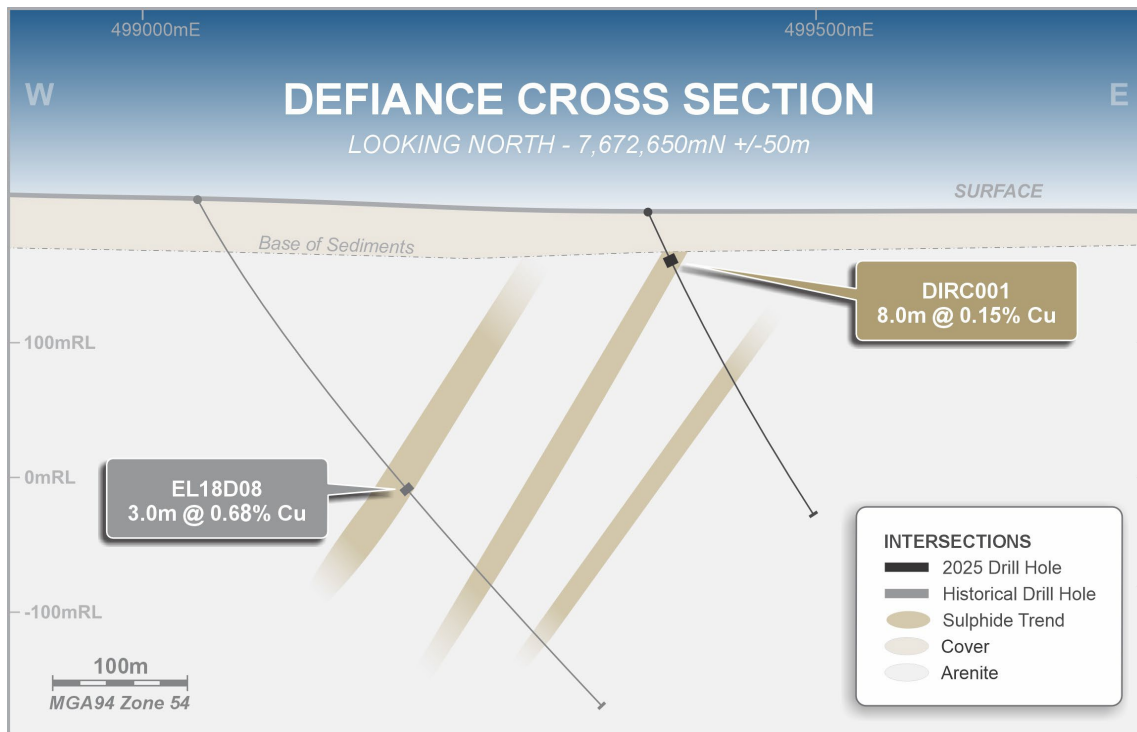 499000mE
499500mE
W
E
DEFIANCE CROSS SECTION
LOOKING NORTH - 7,672,650mN +/-50m
SURFACE
Base of Sediments
DIRC001
8.0m @ 0.15% Cu
100mRL
0mRL
EL18D08
3.0m @ 0.68% Cu
-100mRL
INTERSECTIONS
2025 Drill Hole
Historical Drill Hole
Sulphide Trend
Cover
Arenite
100m
MGA94 Zone 54